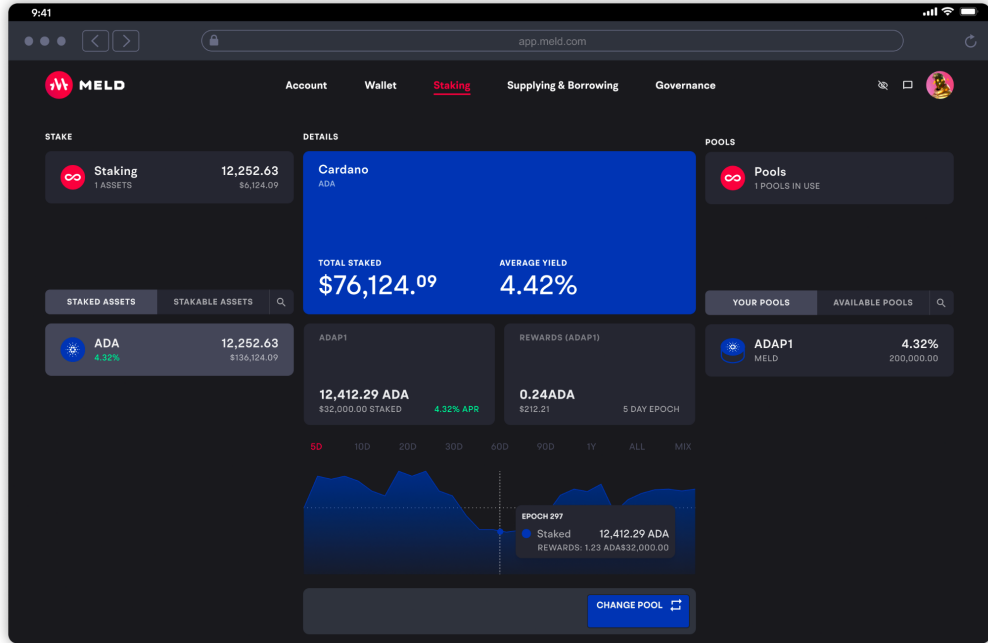 9:41
app.meld.com
MELD
Account Wallet Staking Supplying & Borrowing Governance
STAKE
Staking 12,252.63
1 ASSETS $6,124.09
STAKED ASSETS STAKABLE ASSETS
ADA 12,252.63
4.32% $136,124.09
DETAILS
Cardano
ADA
TOTAL STAKED AVERAGE YIELD
$76,124.09 4.42%
ADAP1 REWARDS (ADAP1)
12,412.29 ADA 0.24ADA
$32,000.00 STAKED 4.32% APR $212.21 5 DAY EPOCH
5D 10D 20D 30D 60D 90D 1Y ALL MIX
EPOCH 297
Staked 12,412.29 ADA
REWARDS: 1.23 ADA$32,000.00
CHANGE POOL
POOLS
Pools
1 POOLS IN USE
YOUR POOLS AVAILABLE POOLS
ADAP1 4.32%
MELD 200,000.00